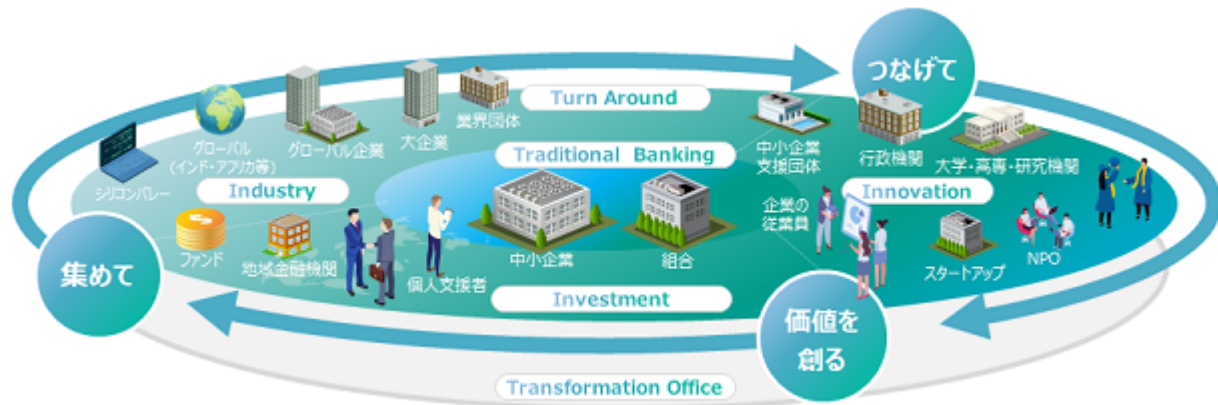 つなげて
Turn Around
業界団体
大企業
グローバル企業
グローバル
(インド・アフリカ等)
シリコンバレー
Traditional Banking
中小企業
支援団体
行政機関
大学・高専・研究機関
Industry
Innovation
企業の
従業員
ファンド
地域金融機関
個人支援者
中小企業
組合
スタートアップ
NPO
集めて
Investment
価値を
創る
Transformation Office